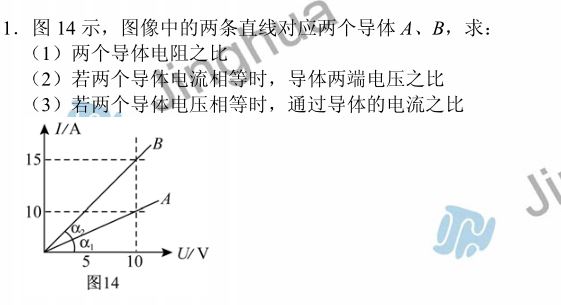 1. 图 14 示，图像中的两条直线对应两个导体 A、B，求：
（1）两个导体电阻之比
（2）若两个导体电流相等时，导体两端电压之比
（3）若两个导体电压相等时，通过导体的电流之比
I/A
B
15
A
10
α₂
α₁
U/V
5 10
图14
Jinghua
Ji